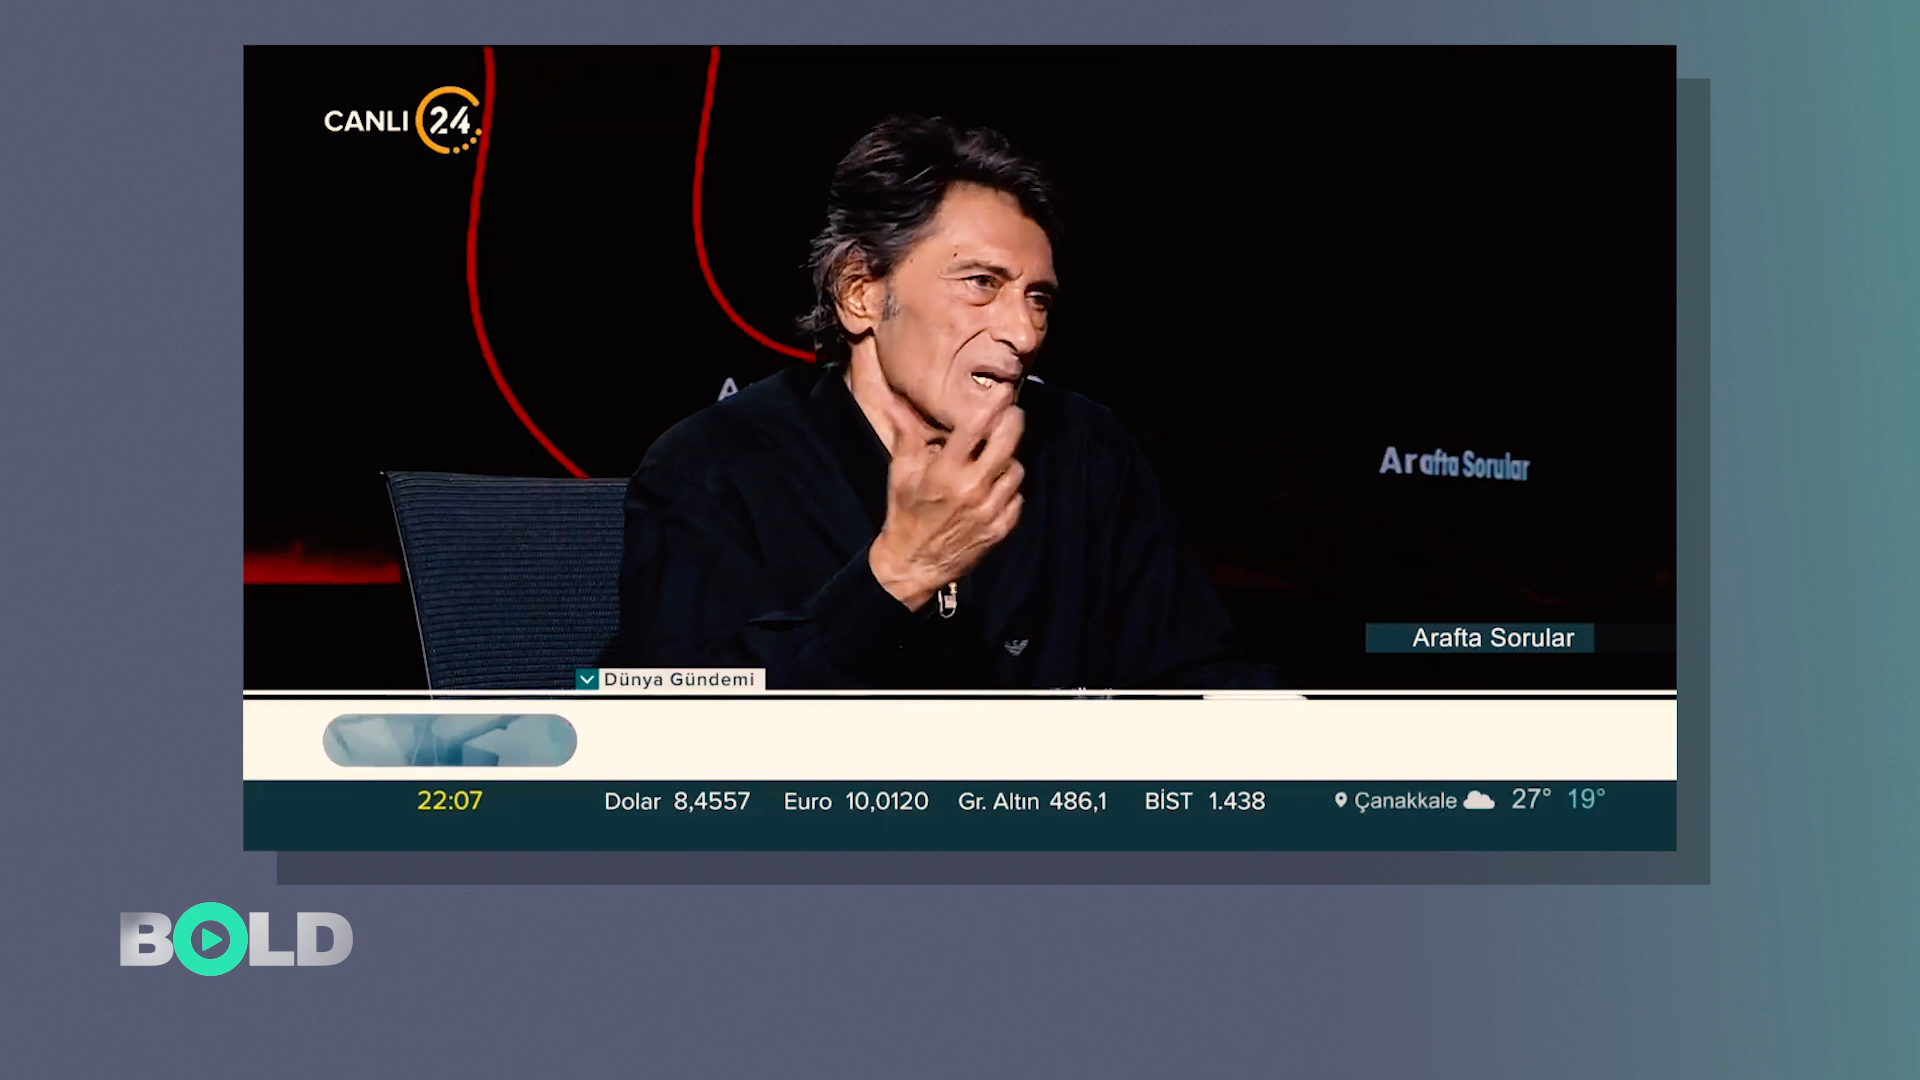 CANLI 24
A
Arafta Sorular
Arafta Sorular
Dünya Gündemi
22:07 Dolar 8,4557 Euro 10,0120 Gr. Altın 486,1 BİST 1.438 Çanakkale 27° 19°
BOLD